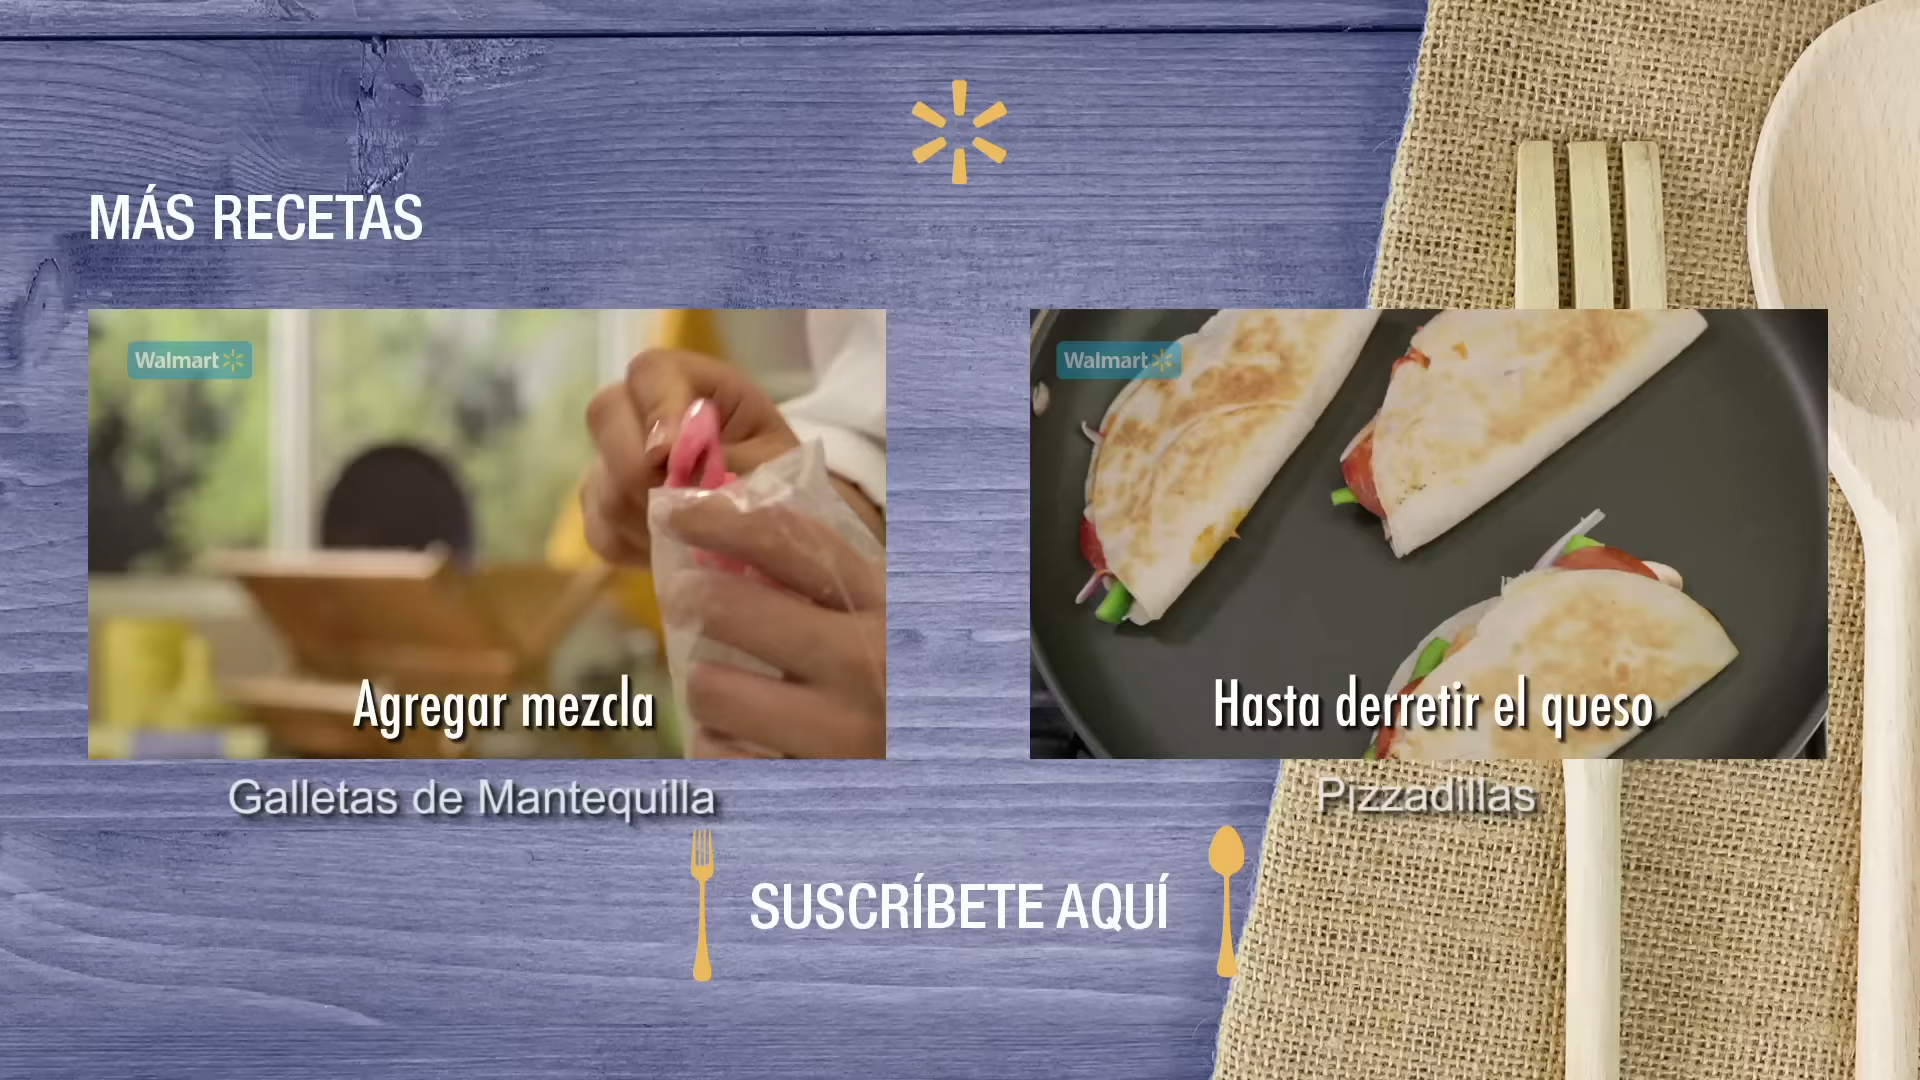 MÁS RECETAS
Walmart
Agregar mezcla
Galletas de Mantequilla
Walmart
Hasta derretir el queso
Pizzadillas
SUSCRÍBETE AQUÍ